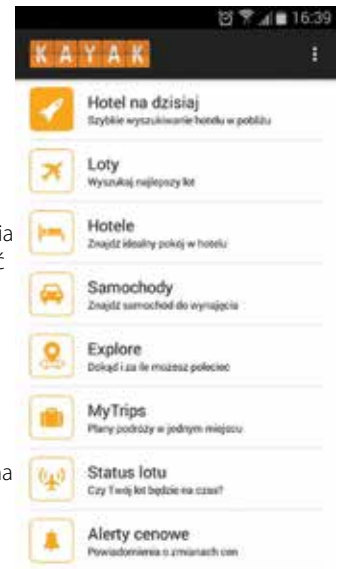 16:39
KAYAK
Hotel na dzisiaj
Szybkie wyszukiwanie hotelu w pobliżu
Loty
Wyszukaj najlepszy lot
ia
Hotele
Znajdź idealny pokój w hotelu
ć
Samochody
Znajdź samochód do wynajęcia
Explore
Dokąd i za ile możesz polecieć
MyTrips
Plany podróży w jednym miejscu
na
Status lotu
Czy Twój lot będzie na czas?
Alerty cenowe
Powiadomienia o zmianach cen